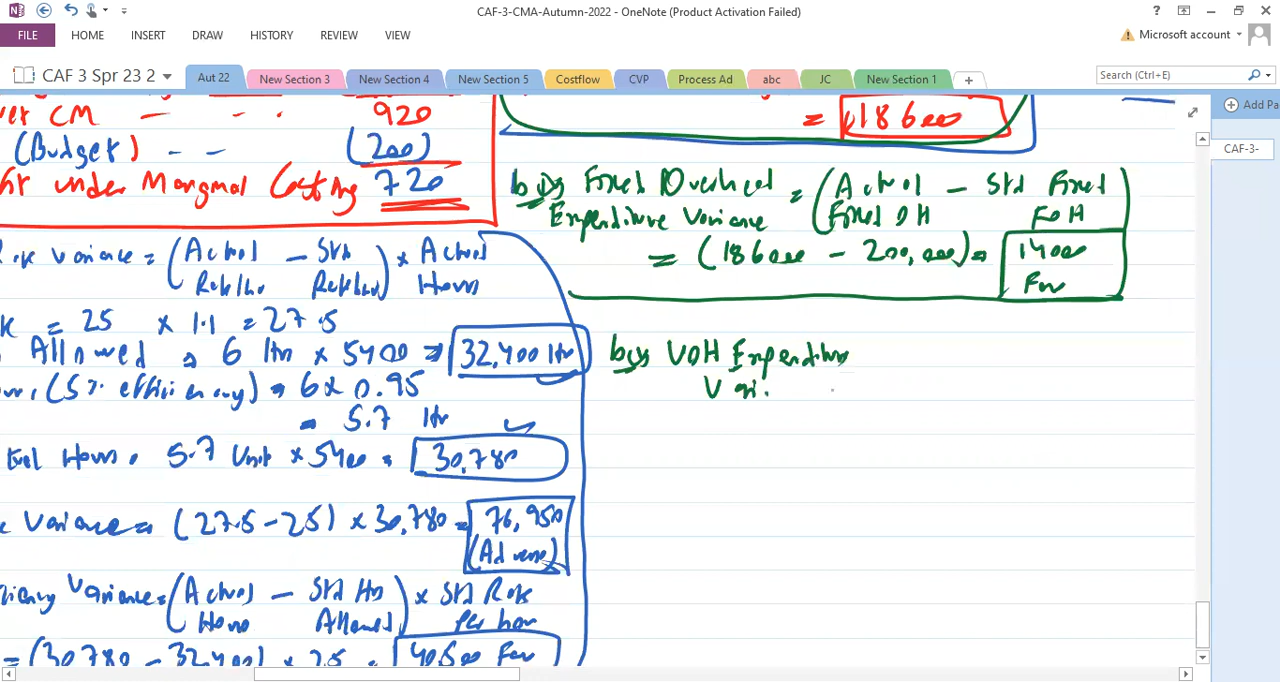 CAF-3-CMA-Autumn-2022 - OneNote (Product Activation Failed)
FILE HOME INSERT DRAW HISTORY REVIEW VIEW
Microsoft account
CAF 3 Spr 23 2
Aut 22 New Section 3 New Section 4 New Section 5 Costflow CVP Process Ad abc JC New Section 1
Search (Ctrl+E)
Add Pa
CAF-3-
CM 920
(Budget) (200)
under Marginal Costing 720
= 186000
Fixed Overhead = (Actual - Std Fixed
Expenditure Variance Fixed OH FOH)
= (186000 - 200,000) = 14000
Fav
Variance = (Actual - Std) × Actual
Hours
= 25 × 1.1 = 27.5
Allowed 6 Hrs × 5400 = 32,400 Hr
(5% efficiency) = 6 × 0.95
= 5.7 Hr
Hours 5.7 Unit × 5400 = 30,780
Variance = (27.5 - 25) × 30,780 = 76,950
(Adverse)
Variance = (Actual - Std Hrs) × Std Rate
Hours Allowed per hour
= (30780 - 32400) × 25 = 40500 Fav
VOH Expenditure
Vari.